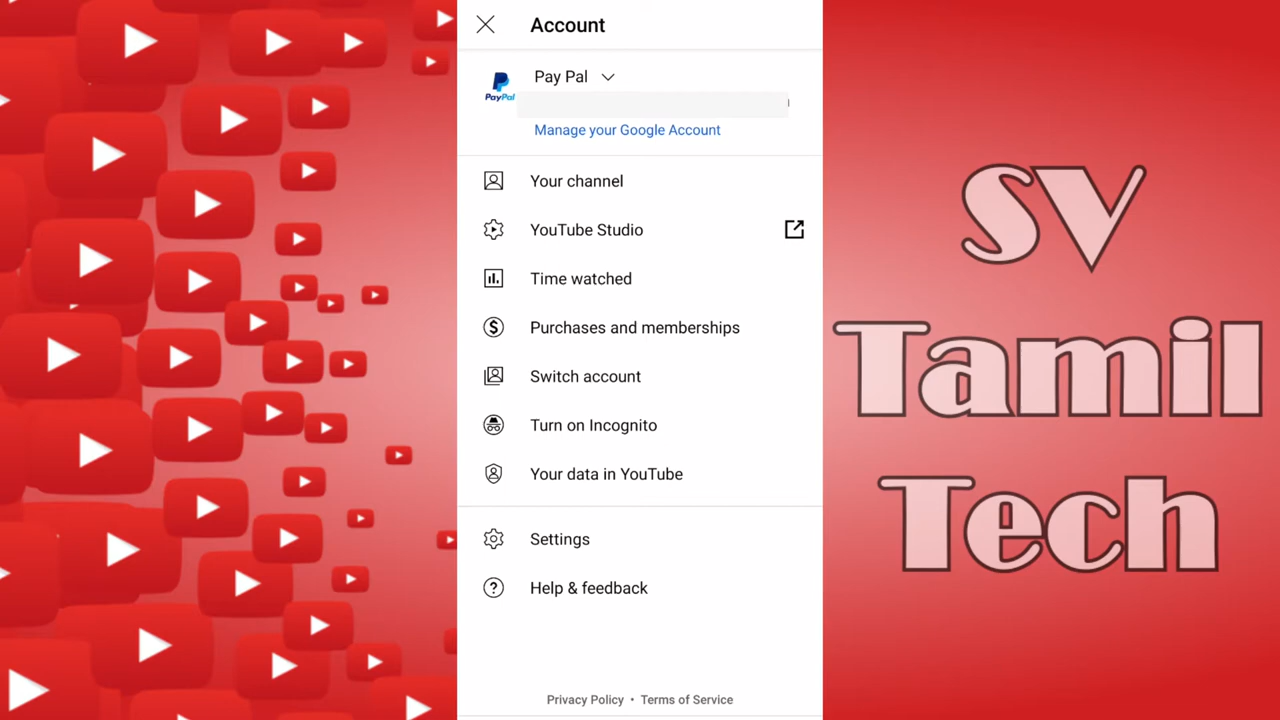 Account
Pay Pal
PayPal
Manage your Google Account
Your channel
YouTube Studio
Time watched
Purchases and memberships
Switch account
Turn on Incognito
Your data in YouTube
Settings
Help & feedback
Privacy Policy • Terms of Service
SV
Tamil
Tech